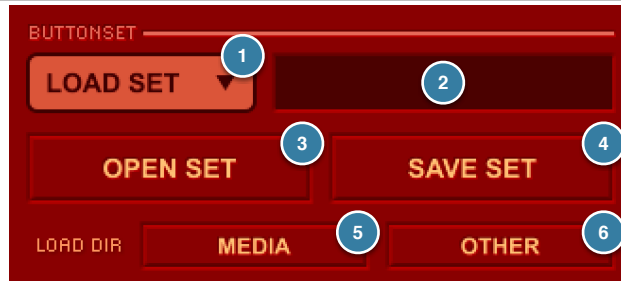 BUTTONSET
1
LOAD SET ▼ 2
3 4
OPEN SET SAVE SET
5 6
LOAD DIR MEDIA OTHER